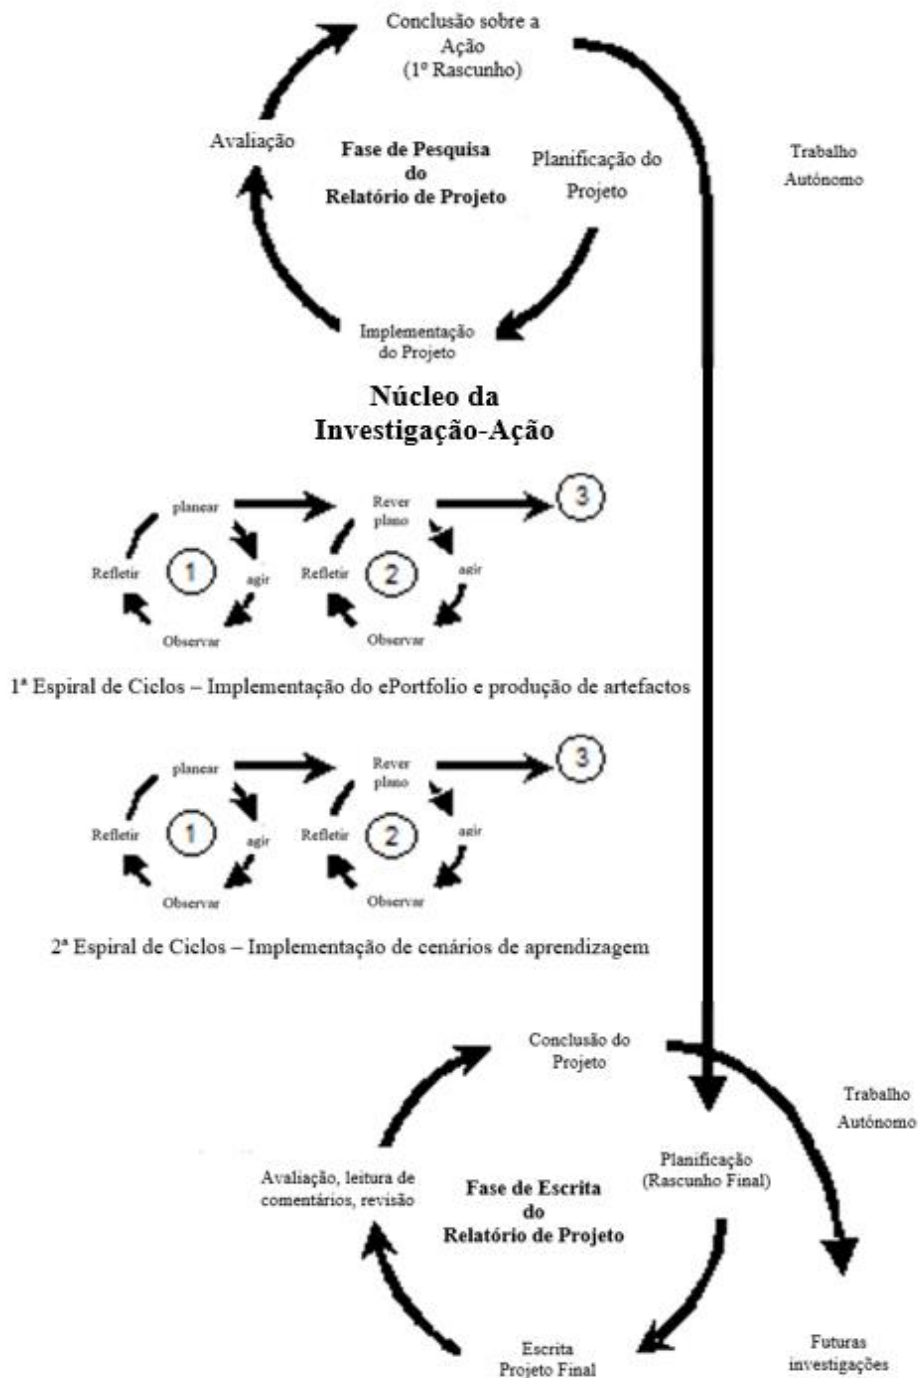 Conclusão sobre a
Ação
(1º Rascunho)
Avaliação
Fase de Pesquisa
do
Relatório de Projeto
Planificação do
Projeto
Trabalho
Autónomo
Implementação
do Projeto
Núcleo da
Investigação-Ação
planear
Rever
plano
3
Refletir
1
agir
Refletir
2
agir
Observar
Observar
1ª Espiral de Ciclos – Implementação do ePortfolio e produção de artefactos
planear
Rever
plano
3
Refletir
1
agir
Refletir
2
agir
Observar
Observar
2ª Espiral de Ciclos – Implementação de cenários de aprendizagem
Conclusão do
Projeto
Trabalho
Autónomo
Avaliação, leitura de
comentários, revisão
Fase de Escrita
do
Relatório de Projeto
Planificação
(Rascunho Final)
Escrita
Projeto Final
Futuras
investigações